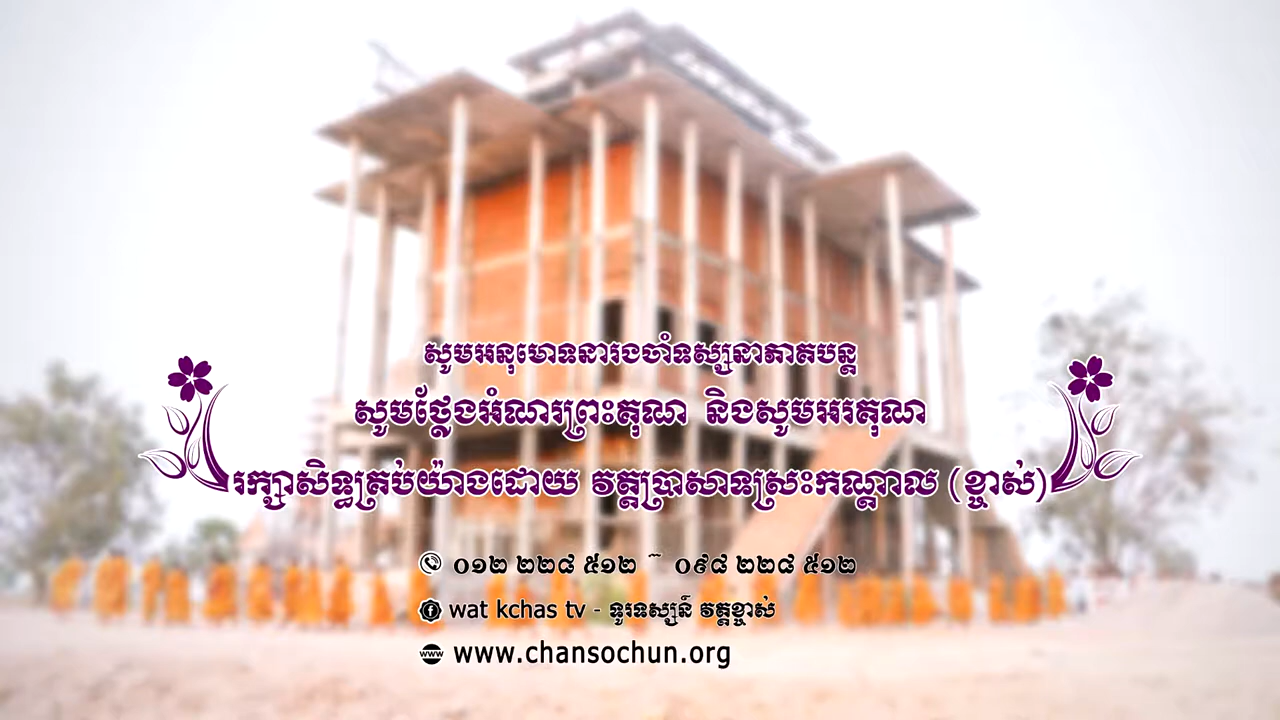 សូមអនុមោទនារងចាំទស្សនាភាគបន្ត
សូមថ្លែងអំណរព្រះគុណ និងសូមអរគុណ
រក្សាសិទ្ធគ្រប់យ៉ាងដោយ វត្តប្រាសាទស្រះកណ្ដាល (ខ្ចាស់)
០១២ ២២៨ ៥១២ ~ ០៩៨ ២២៨ ៥១២
wat kchas tv - ទូរទស្សន៍ វត្តខ្ចាស់
www www.chansochun.org